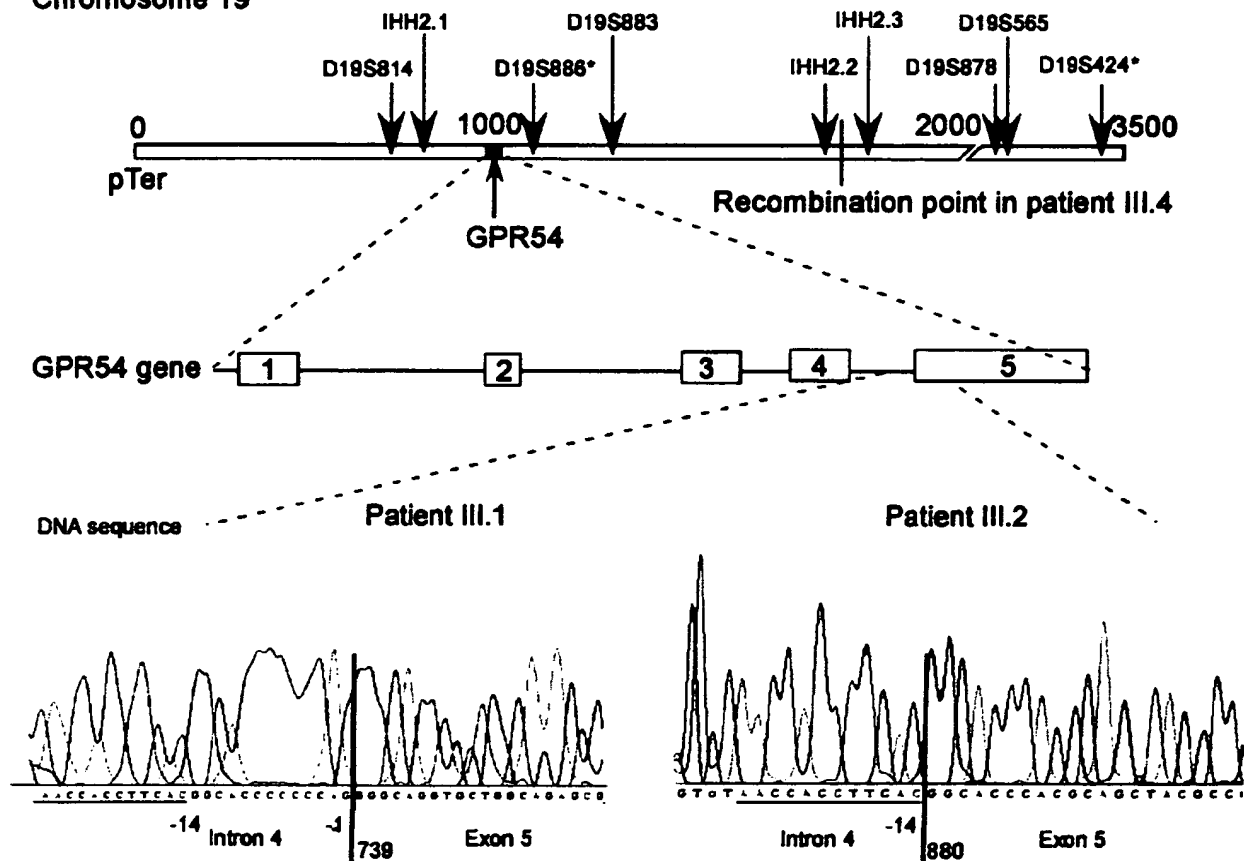 Chromosome 19
IHH2.1 D19S883 IHH2.3 D19S565
D19S814 D19S886* IHH2.2 D19S878 D19S424*
0 1000 2000 3500
pTer
Recombination point in patient III.4
GPR54
GPR54 gene 1 2 3 4 5
DNA sequence Patient III.1 Patient III.2
AACCACCTTCACGGCACCCCCCCAGGGGCAGGTGCTGGCAGAGCG GTGTAACCACCTTCACGGCACCCACGCAGCTACGCC
-14 Intron 4 -1 739 Exon 5 Intron 4 -14 880 Exon 5